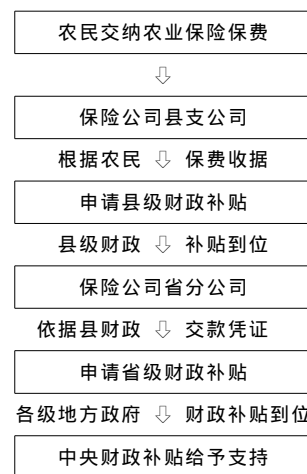 农民交纳农业保险保费
保险公司县支公司
根据农民 保费收据
申请县级财政补贴
县级财政 补贴到位
保险公司省分公司
依据县财政 交款凭证
申请省级财政补贴
各级地方政府 财政补贴到位
中央财政补贴给予支持